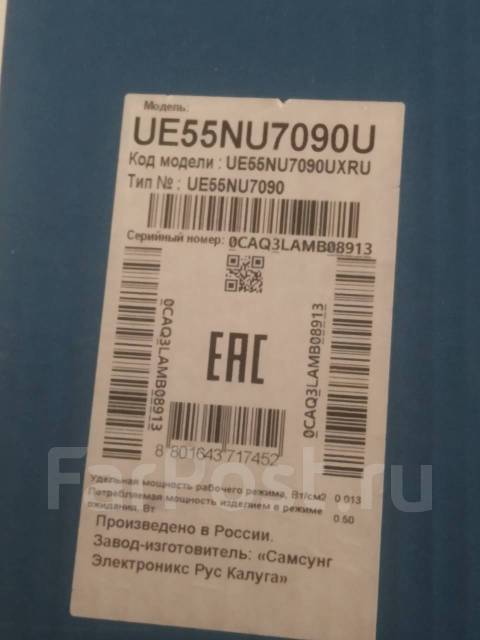 Модель:
UE55NU7090U
Код модели : UE55NU7090UXRU
Тип № : UE55NU7090
Серийный номер: 0CAQ3LAMB08913
0CAQ3LAMB08913
0CAQ3LAMB08913
EAC
8 801643 717452
FarPost.ru
Удельная мощность рабочего режима, Вт/см2 0 013
Потребляемая мощность изделием в режиме 0.50
ожидания, Вт
Произведено в России.
Завод-изготовитель: «Самсунг
Электроникс Рус Калуга»